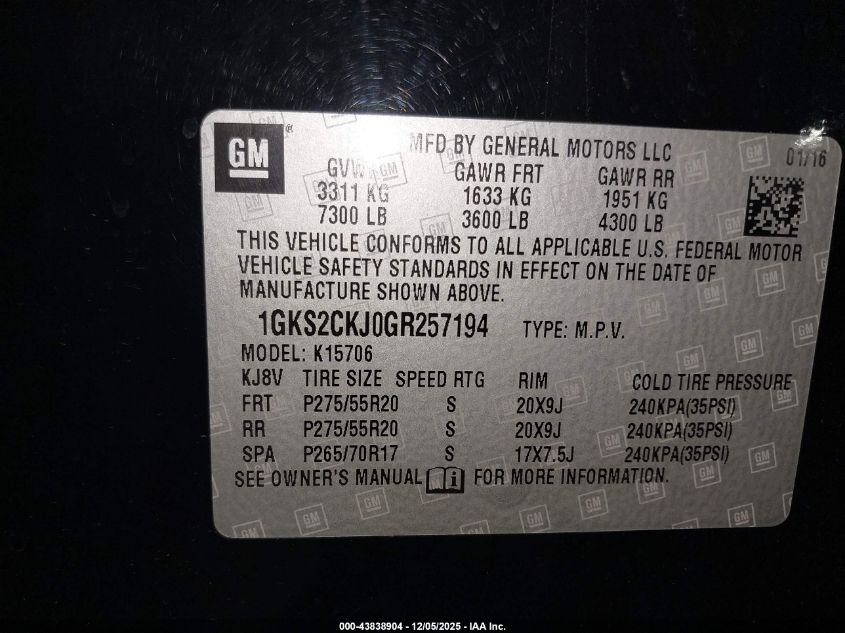 GM®
MFD BY GENERAL MOTORS LLC 01/16
GVW GAWR FRT GAWR RR
3311 KG 1633 KG 1951 KG
7300 LB 3600 LB 4300 LB
THIS VEHICLE CONFORMS TO ALL APPLICABLE U.S. FEDERAL MOTOR
VEHICLE SAFETY STANDARDS IN EFFECT ON THE DATE OF
MANUFACTURE SHOWN ABOVE.
1GKS2CKJ0GR257194 TYPE: M.P.V.
MODEL: K15706
KJ8V TIRE SIZE SPEED RTG RIM COLD TIRE PRESSURE
FRT P275/55R20 S 20X9J 240KPA(35PSI)
RR P275/55R20 S 20X9J 240KPA(35PSI)
SPA P265/70R17 S 17X7.5J 240KPA(35PSI)
SEE OWNER'S MANUAL i FOR MORE INFORMATION.
000-43838904 - 12/05/2025 - IAA Inc.